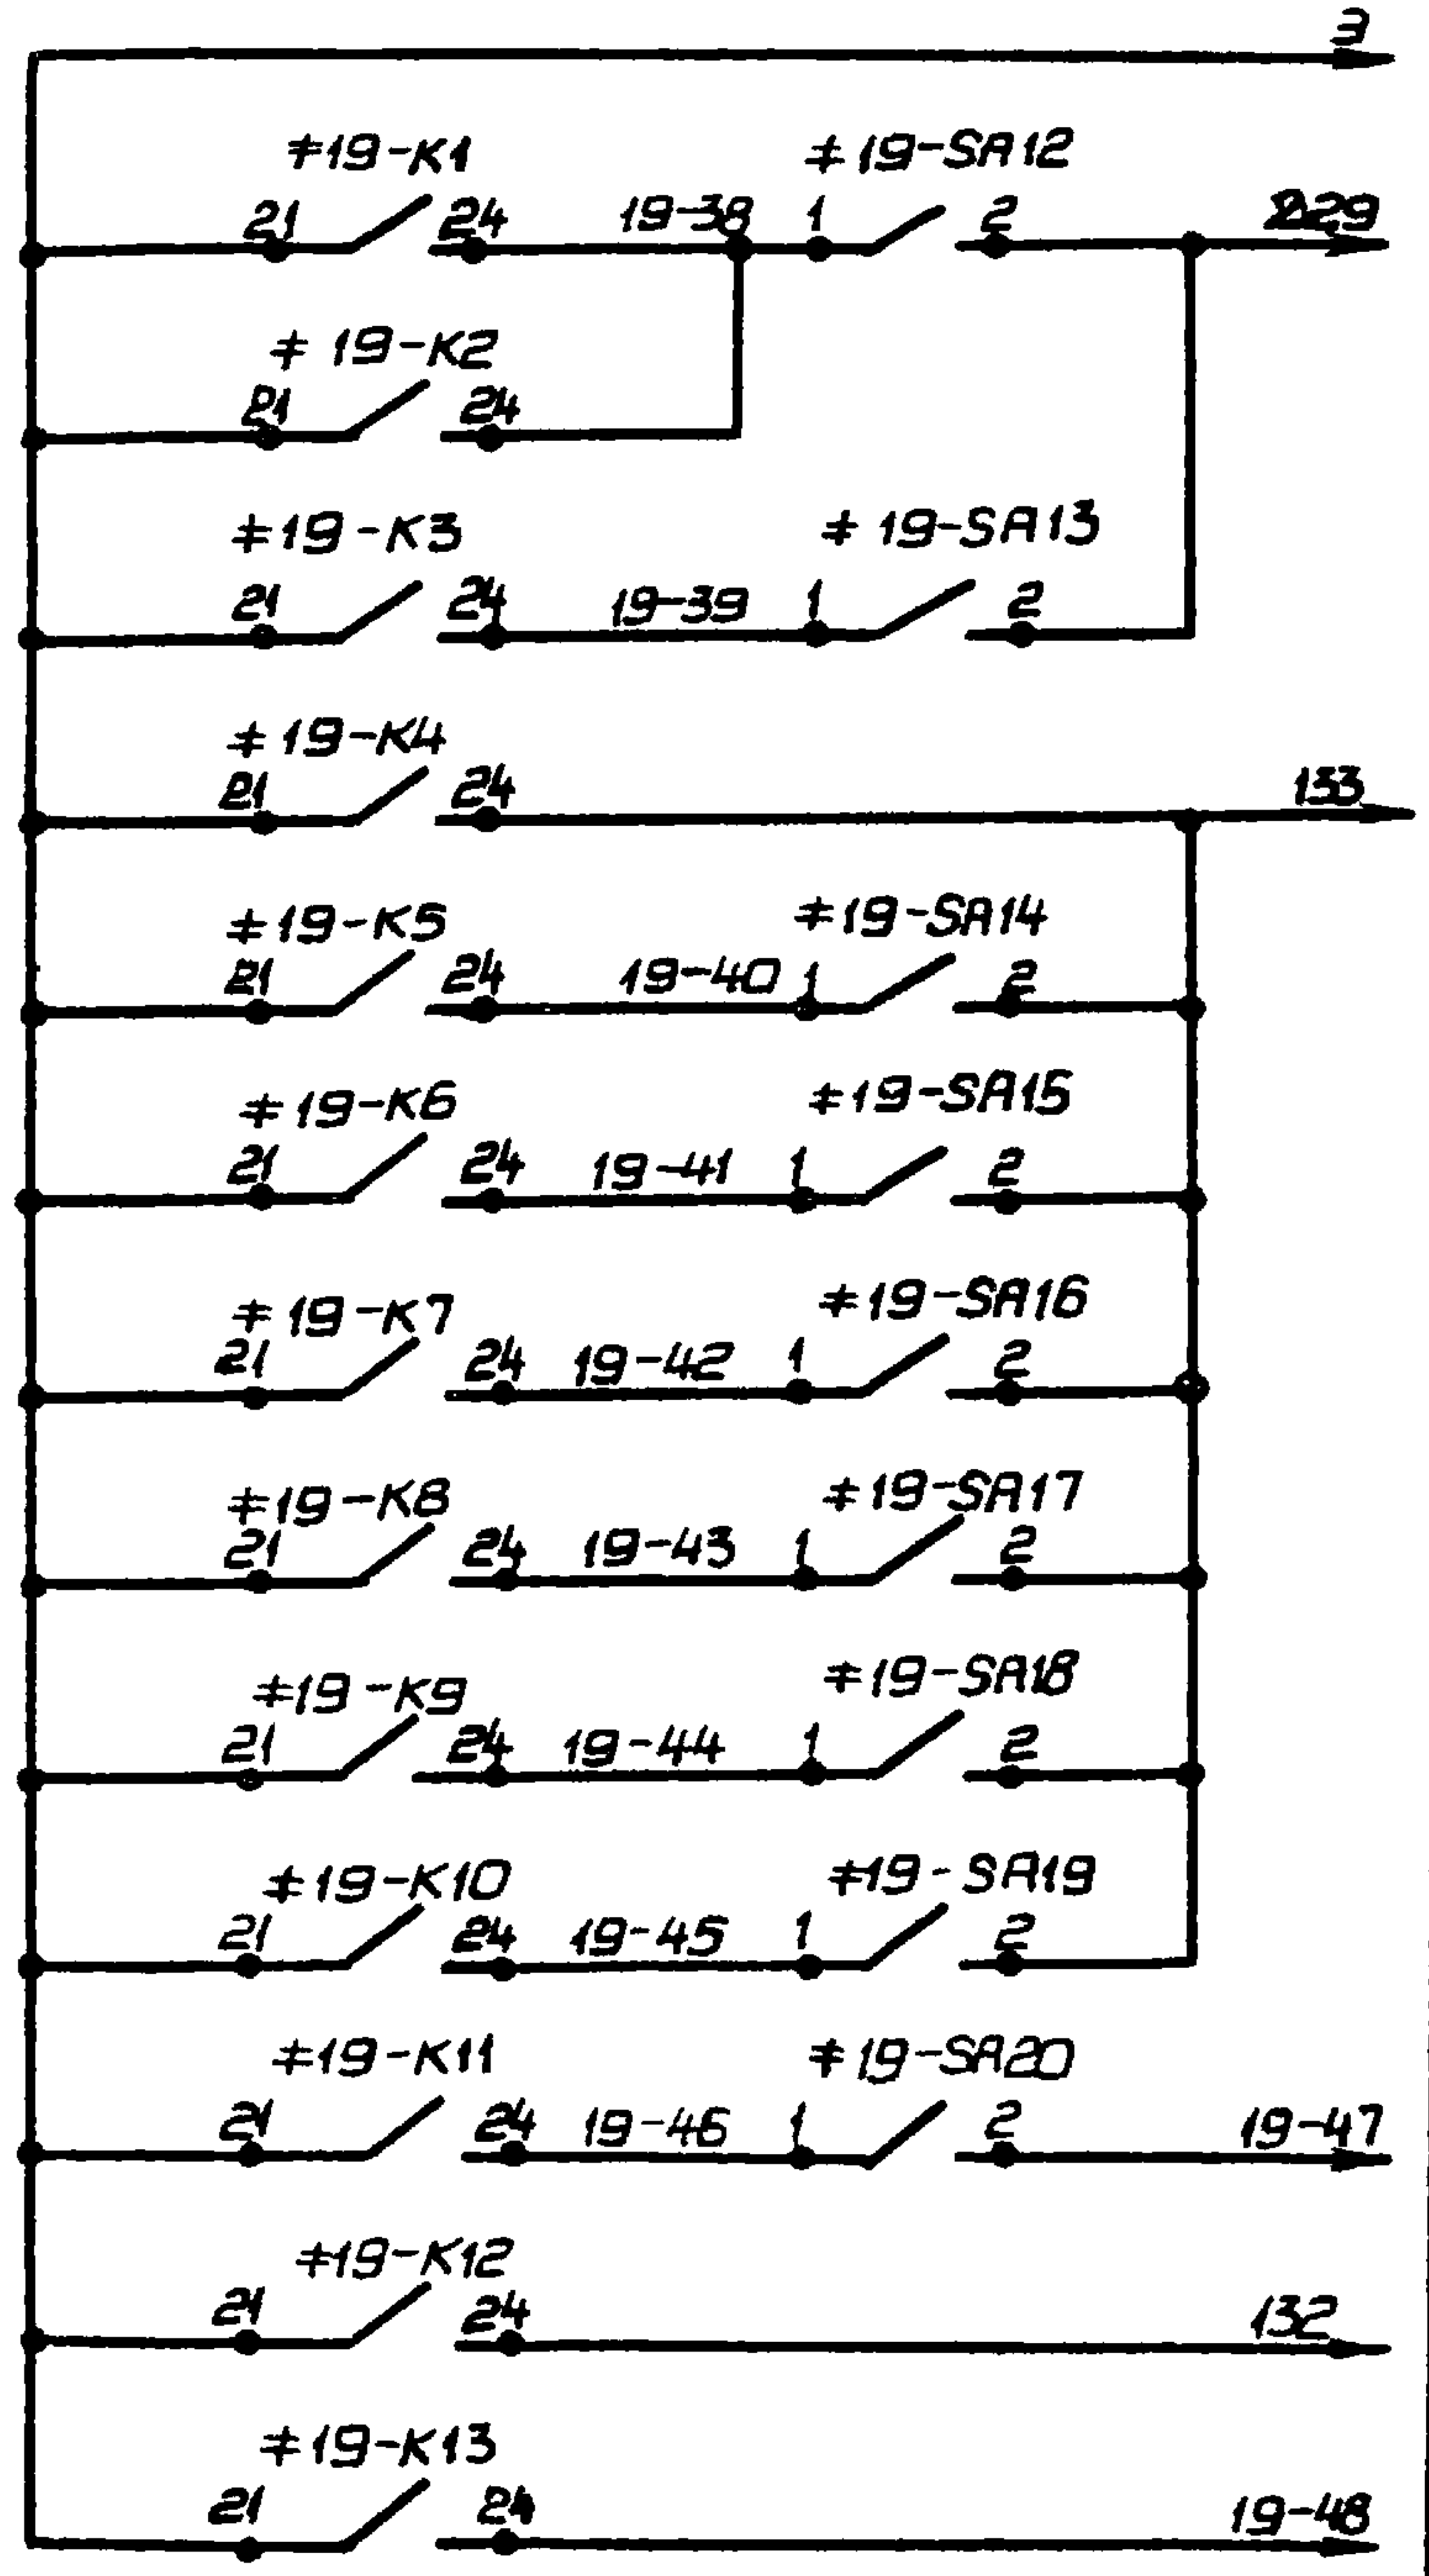 3
≠19-K1 ≠19-SA12
21 24 19-38 1 2 229
≠19-K2
21 24
≠19-K3 ≠19-SA13
21 24 19-39 1 2
≠19-K4
21 24 133
≠19-K5 ≠19-SA14
21 24 19-40 1 2
≠19-K6 ≠19-SA15
21 24 19-41 1 2
≠19-K7 ≠19-SA16
21 24 19-42 1 2
≠19-K8 ≠19-SA17
21 24 19-43 1 2
≠19-K9 ≠19-SA18
21 24 19-44 1 2
≠19-K10 ≠19-SA19
21 24 19-45 1 2
≠19-K11 ≠19-SA20
21 24 19-46 1 2 19-47
≠19-K12
21 24 132
≠19-K13
21 24 19-48